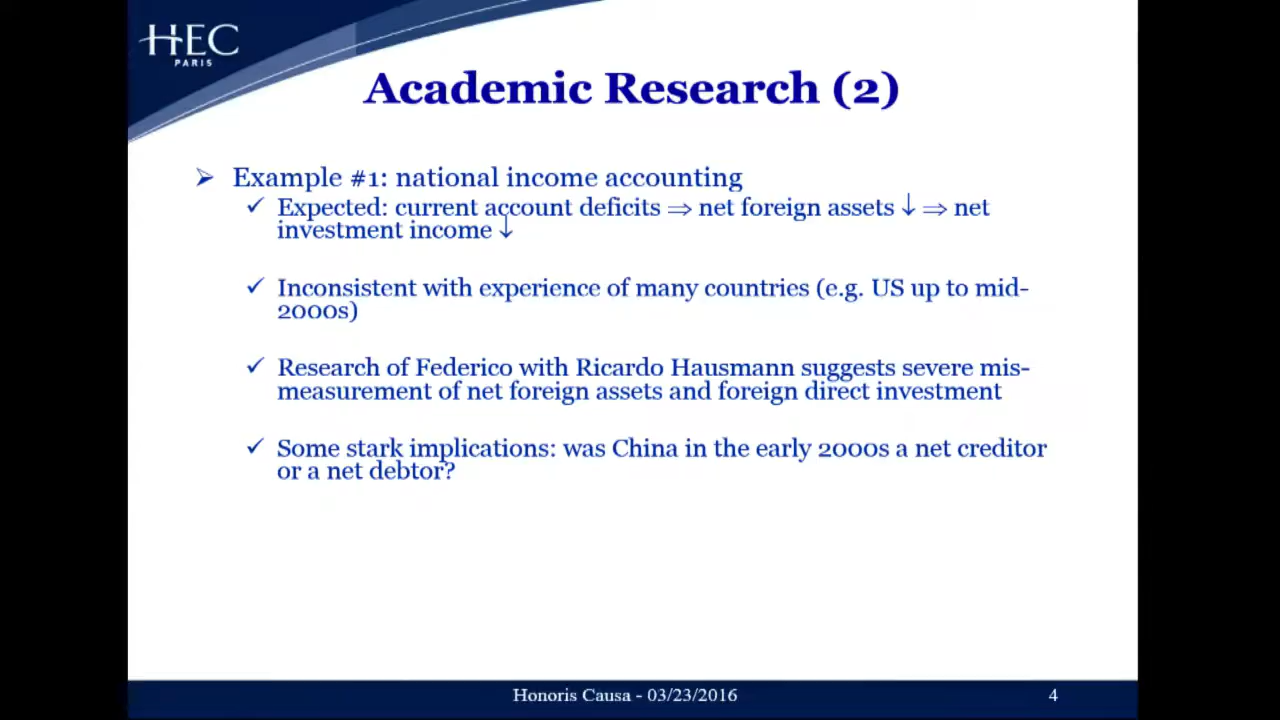 HEC
PARIS
Academic Research (2)
➢ Example #1: national income accounting
✓ Expected: current account deficits ⇒ net foreign assets ↓ ⇒ net
investment income ↓
✓ Inconsistent with experience of many countries (e.g. US up to mid-
2000s)
✓ Research of Federico with Ricardo Hausmann suggests severe mis-
measurement of net foreign assets and foreign direct investment
✓ Some stark implications: was China in the early 2000s a net creditor
or a net debtor?
Honoris Causa - 03/23/2016
4